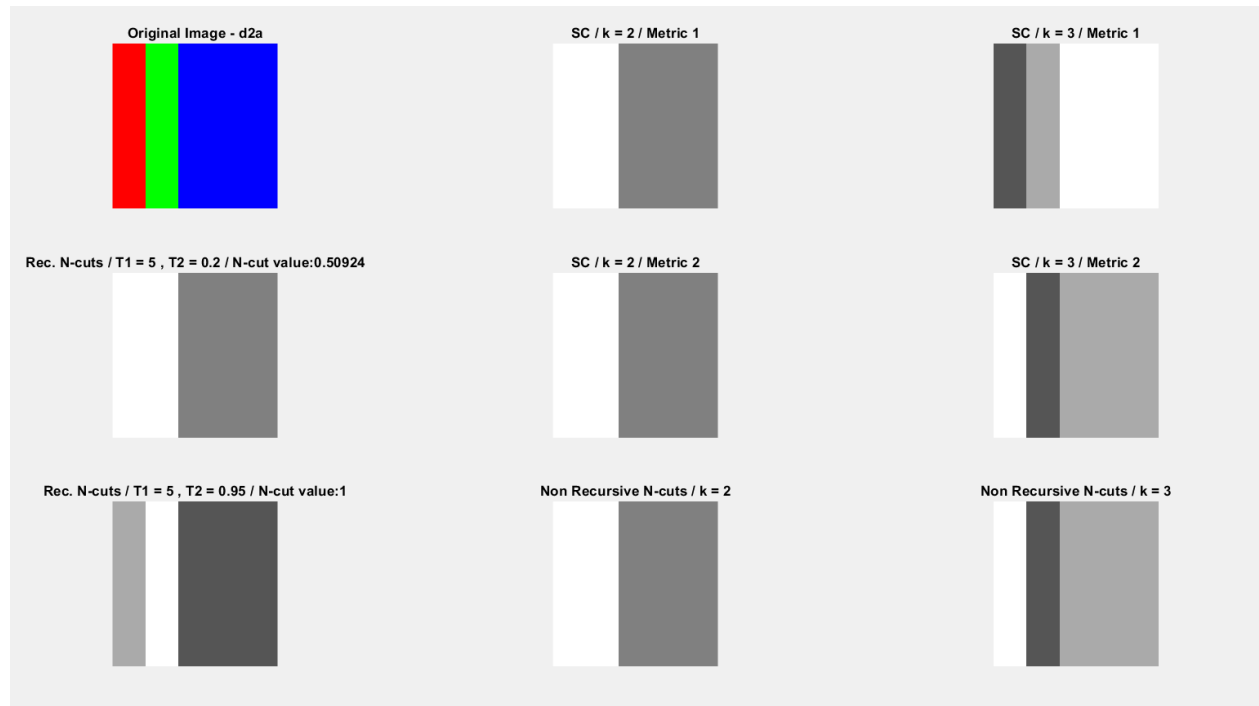 Original Image - d2a
SC / k = 2 / Metric 1
SC / k = 3 / Metric 1
Rec. N-cuts / T1 = 5 , T2 = 0.2 / N-cut value:0.50924
SC / k = 2 / Metric 2
SC / k = 3 / Metric 2
Rec. N-cuts / T1 = 5 , T2 = 0.95 / N-cut value:1
Non Recursive N-cuts / k = 2
Non Recursive N-cuts / k = 3